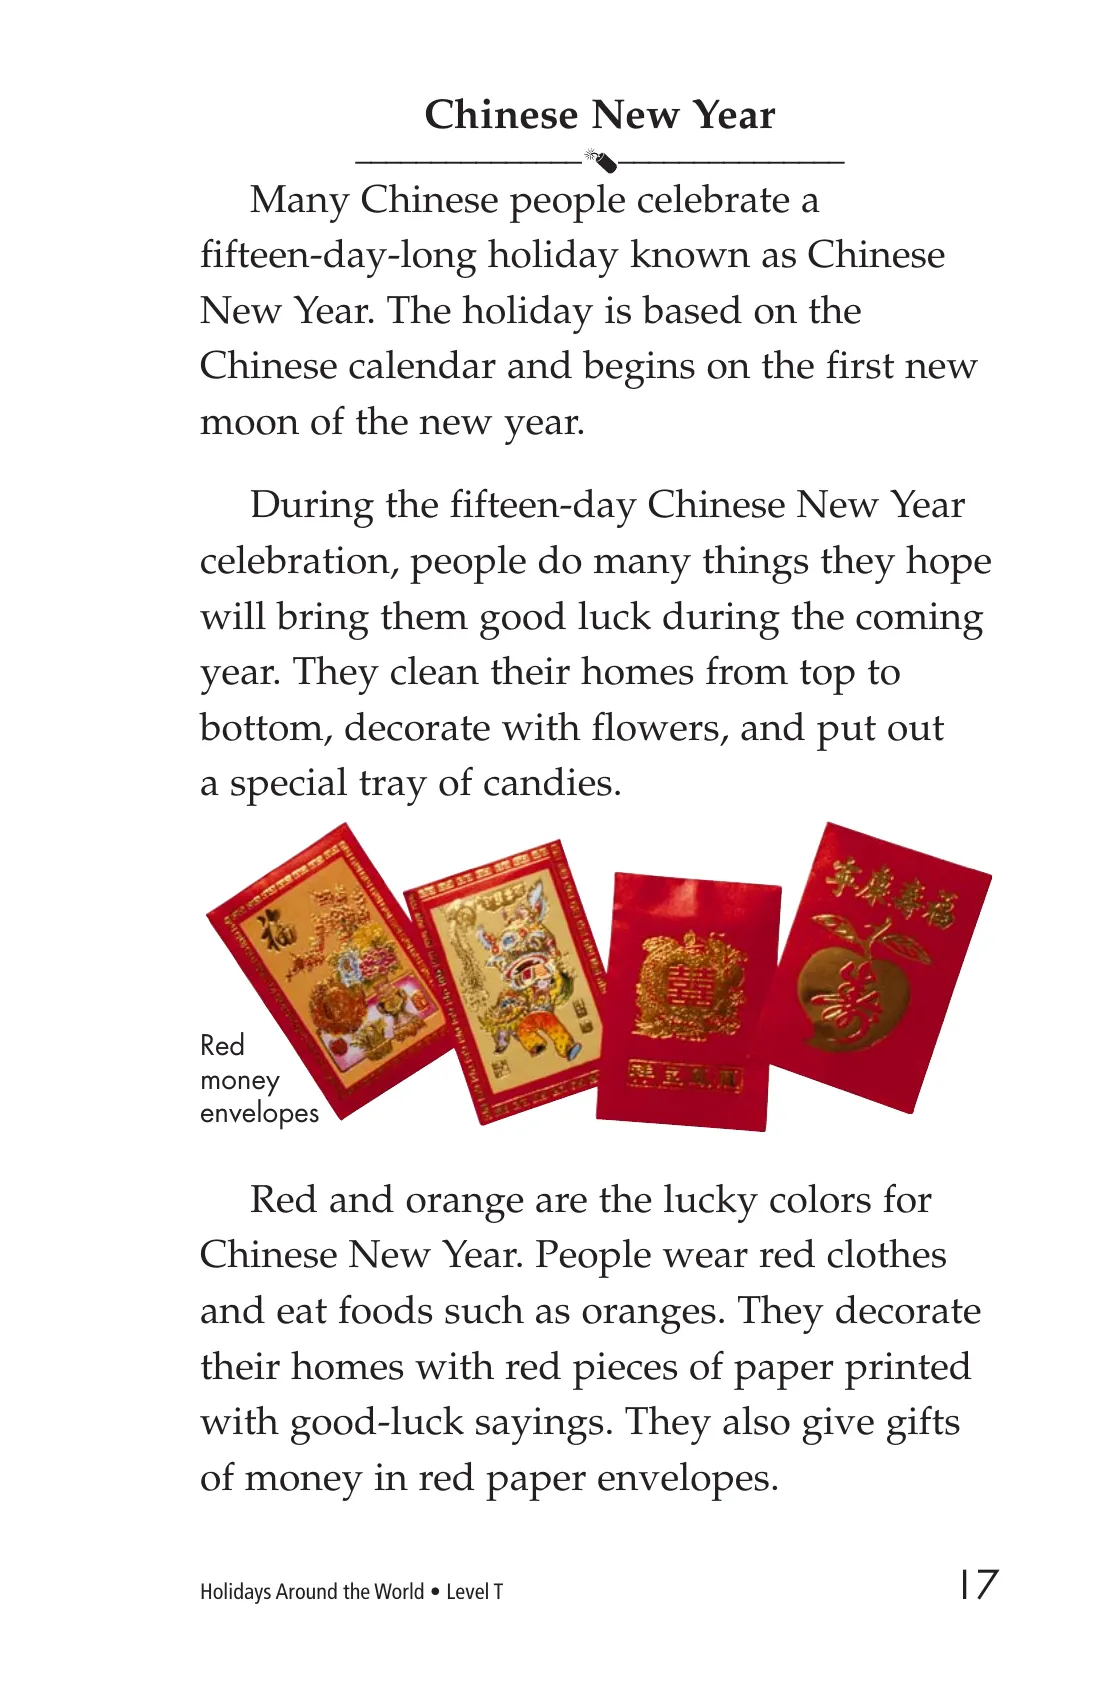 Chinese New Year
Many Chinese people celebrate a
fifteen-day-long holiday known as Chinese
New Year. The holiday is based on the
Chinese calendar and begins on the first new
moon of the new year.
During the fifteen-day Chinese New Year
celebration, people do many things they hope
will bring them good luck during the coming
year. They clean their homes from top to
bottom, decorate with flowers, and put out
a special tray of candies.
福
囍
寧康壽福
Red
money
envelopes
Red and orange are the lucky colors for
Chinese New Year. People wear red clothes
and eat foods such as oranges. They decorate
their homes with red pieces of paper printed
with good-luck sayings. They also give gifts
of money in red paper envelopes.
Holidays Around the World • Level T
17